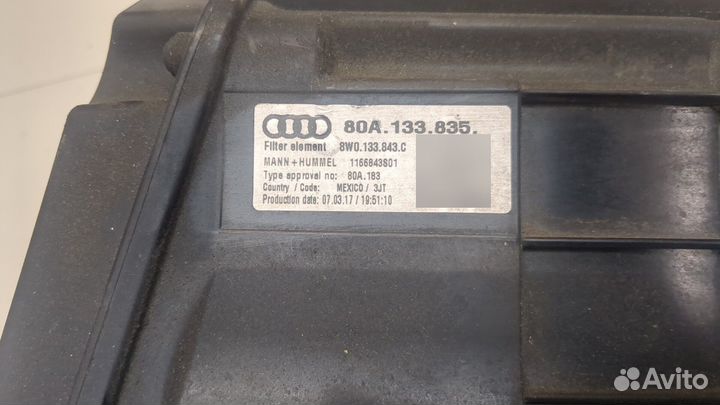 80A.133.835.
Filter element 8W0.133.843.C
MANN+HUMMEL 1166843S01
Type approval no: 80A.183
Country / Code: MEXICO / 3JT
Production date: 07.03.17 / 19:51:10
Avito